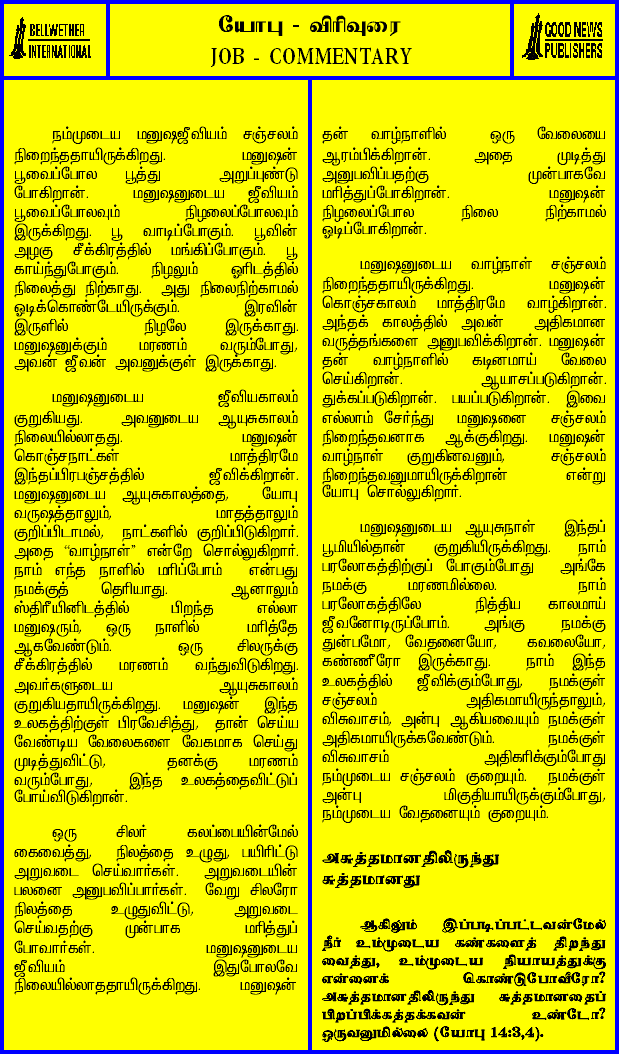 BELLWETHER
INTERNATIONAL
யோபு - விரிவுரை
JOB - COMMENTARY
GOOD NEWS
PUBLISHERS
நம்முடைய மனுஷஜீவியம் சஞ்சலம்
நிறைந்ததாயிருக்கிறது. மனுஷன்
பூவைப்போல பூத்து அறுப்புண்டு
போகிறான். மனுஷனுடைய ஜீவியம்
பூவைப்போலவும் நிழலைப்போலவும்
இருக்கிறது. பூ வாடிப்போகும். பூவின்
அழகு சீக்கிரத்தில் மங்கிப்போகும். பூ
காய்ந்துபோகும். நிழலும் ஓரிடத்தில்
நிலைத்து நிற்காது. அது நிலைநிற்காமல்
ஓடிக்கொண்டேயிருக்கும். இரவின்
இருளில் நிழலே இருக்காது.
மனுஷனுக்கும் மரணம் வரும்போது,
அவன் ஜீவன் அவனுக்குள் இருக்காது.
மனுஷனுடைய ஜீவியகாலம்
குறுகியது. அவனுடைய ஆயுசுகாலம்
நிலையில்லாதது. மனுஷன்
கொஞ்சநாட்கள் மாத்திரமே
இந்தப்பிரபஞ்சத்தில் ஜீவிக்கிறான்.
மனுஷனுடைய ஆயுசுகாலத்தை, யோபு
வருஷத்தாலும், மாதத்தாலும்
குறிப்பிடாமல், நாட்களில் குறிப்பிடுகிறார்.
அதை “வாழ்நாள்” என்றே சொல்லுகிறார்.
நாம் எந்த நாளில் மரிப்போம் என்பது
நமக்குத் தெரியாது. ஆனாலும்
ஸ்திரீயினிடத்தில் பிறந்த எல்லா
மனுஷரும், ஒரு நாளில் மரித்தே
ஆகவேண்டும். ஒரு சிலருக்கு
சீக்கிரத்தில் மரணம் வந்துவிடுகிறது.
அவர்களுடைய ஆயுசுகாலம்
குறுகியதாயிருக்கிறது. மனுஷன் இந்த
உலகத்திற்குள் பிரவேசித்து, தான் செய்ய
வேண்டிய வேலைகளை வேகமாக செய்து
முடித்துவிட்டு, தனக்கு மரணம்
வரும்போது, இந்த உலகத்தைவிட்டுப்
போய்விடுகிறான்.
ஒரு சிலர் கலப்பையின்மேல்
கைவைத்து, நிலத்தை உழுது, பயிரிட்டு
அறுவடை செய்வார்கள். அறுவடையின்
பலனை அனுபவிப்பார்கள். வேறு சிலரோ
நிலத்தை உழுதுவிட்டு, அறுவடை
செய்வதற்கு முன்பாக மரித்துப்
போவார்கள். மனுஷனுடைய
ஜீவியம் இதுபோலவே
நிலையில்லாததாயிருக்கிறது. மனுஷன்
தன் வாழ்நாளில் ஒரு வேலையை
ஆரம்பிக்கிறான். அதை முடித்து
அனுபவிப்பதற்கு முன்பாகவே
மரித்துப்போகிறான். மனுஷன்
நிழலைப்போல நிலை நிற்காமல்
ஓடிப்போகிறான்.
மனுஷனுடைய வாழ்நாள் சஞ்சலம்
நிறைந்ததாயிருக்கிறது. மனுஷன்
கொஞ்சகாலம் மாத்திரமே வாழ்கிறான்.
அந்தக் காலத்தில் அவன் அதிகமான
வருத்தங்களை அனுபவிக்கிறான். மனுஷன்
தன் வாழ்நாளில் கடினமாய் வேலை
செய்கிறான். ஆயாசப்படுகிறான்.
துக்கப்படுகிறான். பயப்படுகிறான். இவை
எல்லாம் சேர்ந்து மனுஷனை சஞ்சலம்
நிறைந்தவனாக ஆக்குகிறது. மனுஷன்
வாழ்நாள் குறுகினவனும், சஞ்சலம்
நிறைந்தவனுமாயிருக்கிறான் என்று
யோபு சொல்லுகிறார்.
மனுஷனுடைய ஆயுசுநாள் இந்தப்
பூமியில்தான் குறுகியிருக்கிறது. நாம்
பரலோகத்திற்குப் போகும்போது அங்கே
நமக்கு மரணமில்லை. நாம்
பரலோகத்திலே நித்திய காலமாய்
ஜீவனோடிருப்போம். அங்கு நமக்கு
துன்பமோ, வேதனையோ, கவலையோ,
கண்ணீரோ இருக்காது. நாம் இந்த
உலகத்தில் ஜீவிக்கும்போது, நமக்குள்
சஞ்சலம் அதிகமாயிருந்தாலும்,
விசுவாசம், அன்பு ஆகியவையும் நமக்குள்
அதிகமாயிருக்கவேண்டும். நமக்குள்
விசுவாசம் அதிகரிக்கும்போது
நம்முடைய சஞ்சலம் குறையும். நமக்குள்
அன்பு மிகுதியாயிருக்கும்போது,
நம்முடைய வேதனையும் குறையும்.
அசுத்தமானதிலிருந்து
சுத்தமானது
ஆகிலும் இப்படிப்பட்டவன்மேல்
நீர் உம்முடைய கண்களைத் திறந்து
வைத்து, உம்முடைய நியாயத்துக்கு
என்னைக் கொண்டுபோவீரோ?
அசுத்தமானதிலிருந்து சுத்தமானதைப்
பிறப்பிக்கத்தக்கவன் உண்டோ?
ஒருவனுமில்லை (யோபு 14:3,4).